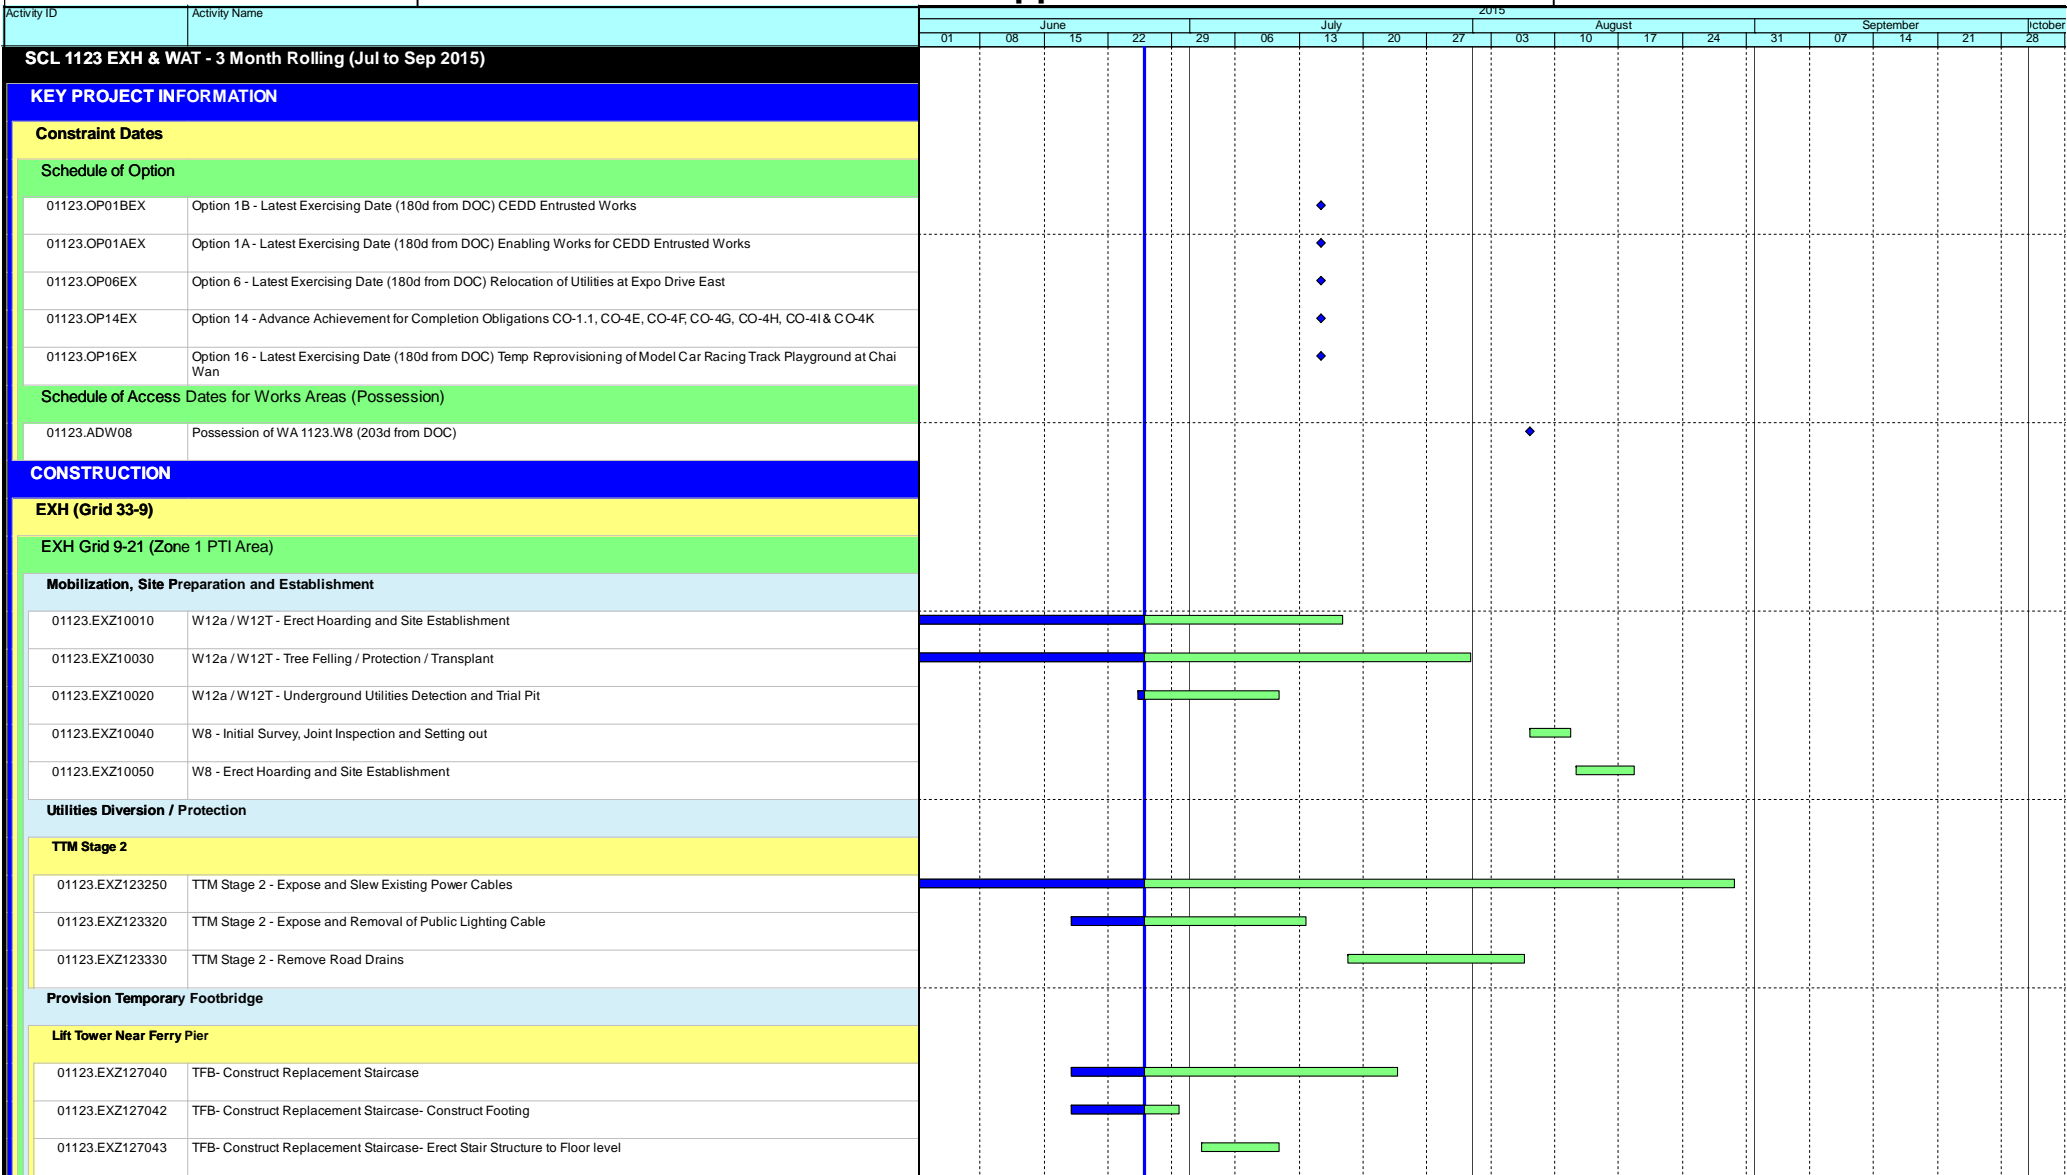 Activity ID Activity Name 2015
June July August September October
01 08 15 22 29 06 13 20 27 03 10 17 24 31 07 14 21 28
SCL 1123 EXH & WAT - 3 Month Rolling (Jul to Sep 2015)
KEY PROJECT INFORMATION
Constraint Dates
Schedule of Option
01123.OP01BEX Option 1B - Latest Exercising Date (180d from DOC) CEDD Entrusted Works
01123.OP01AEX Option 1A - Latest Exercising Date (180d from DOC) Enabling Works for CEDD Entrusted Works
01123.OP06EX Option 6 - Latest Exercising Date (180d from DOC) Relocation of Utilities at Expo Drive East
01123.OP14EX Option 14 - Advance Achievement for Completion Obligations CO-1.1, CO-4E, CO-4F, CO-4G, CO-4H, CO-4I & CO-4K
01123.OP16EX Option 16 - Latest Exercising Date (180d from DOC) Temp Reprovisioning of Model Car Racing Track Playground at Chai
Wan
Schedule of Access Dates for Works Areas (Possession)
01123.ADW08 Possession of WA 1123.W8 (203d from DOC)
CONSTRUCTION
EXH (Grid 33-9)
EXH Grid 9-21 (Zone 1 PTI Area)
Mobilization, Site Preparation and Establishment
01123.EXZ10010 W12a / W12T - Erect Hoarding and Site Establishment
01123.EXZ10030 W12a / W12T - Tree Felling / Protection / Transplant
01123.EXZ10020 W12a / W12T - Underground Utilities Detection and Trial Pit
01123.EXZ10040 W8 - Initial Survey, Joint Inspection and Setting out
01123.EXZ10050 W8 - Erect Hoarding and Site Establishment
Utilities Diversion / Protection
TTM Stage 2
01123.EXZ123250 TTM Stage 2 - Expose and Slew Existing Power Cables
01123.EXZ123320 TTM Stage 2 - Expose and Removal of Public Lighting Cable
01123.EXZ123330 TTM Stage 2 - Remove Road Drains
Provision Temporary Footbridge
Lift Tower Near Ferry Pier
01123.EXZ127040 TFB- Construct Replacement Staircase
01123.EXZ127042 TFB- Construct Replacement Staircase- Construct Footing
01123.EXZ127043 TFB- Construct Replacement Staircase- Erect Stair Structure to Floor level